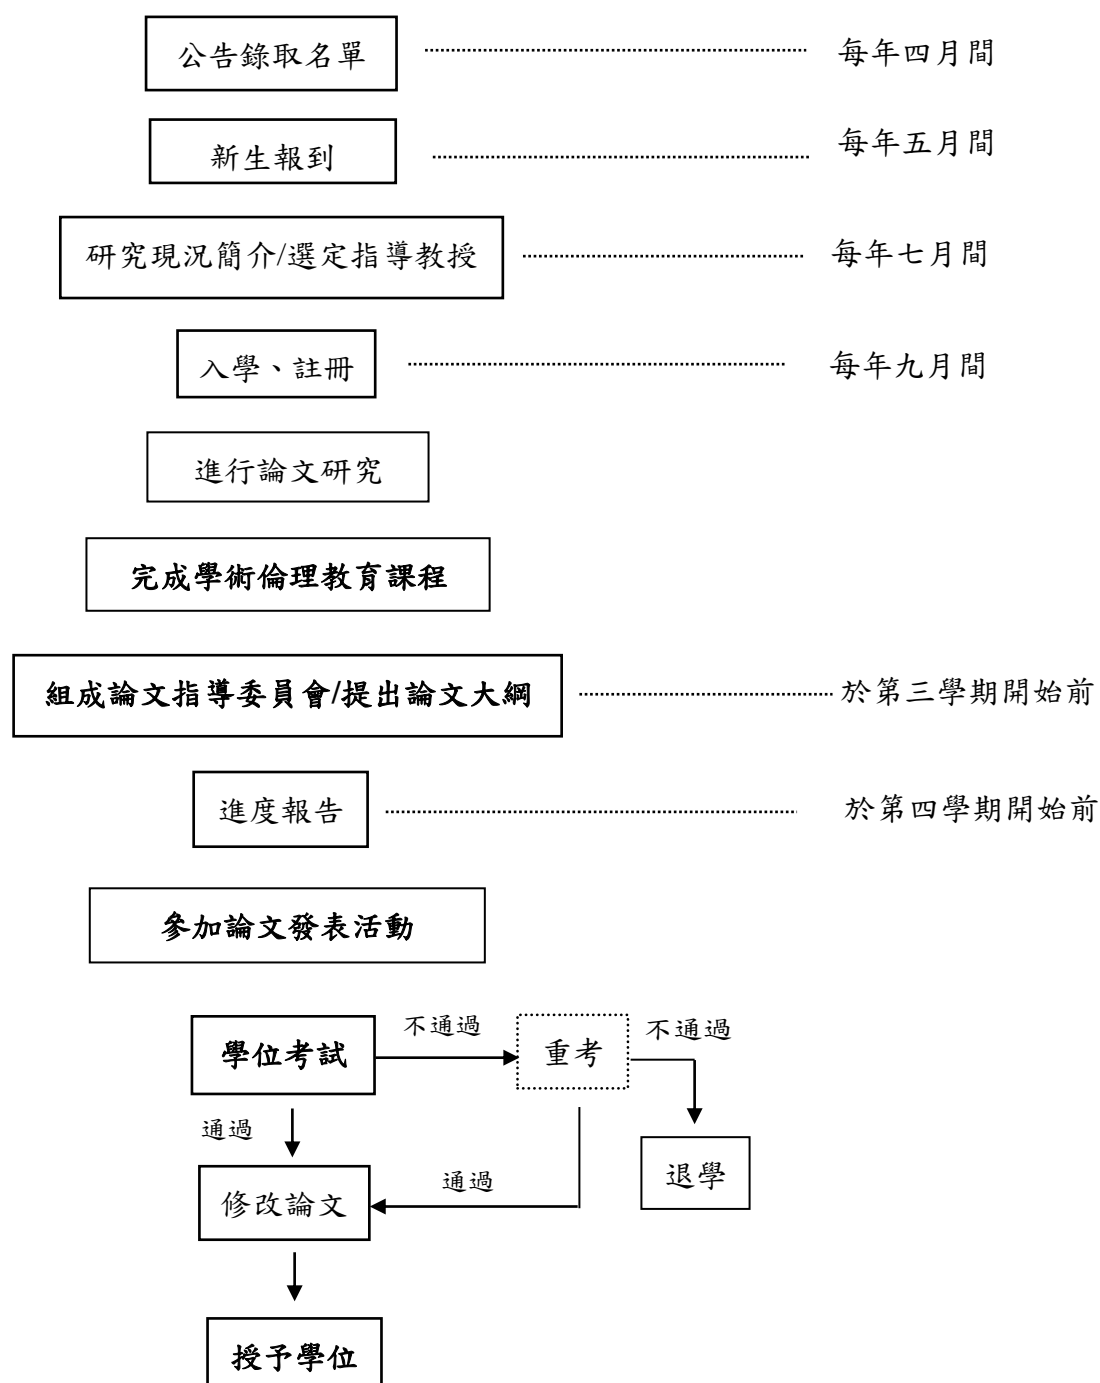 公告錄取名單 每年四月間
新生報到 每年五月間
研究現況簡介/選定指導教授 每年七月間
入學、註冊 每年九月間
進行論文研究
完成學術倫理教育課程
組成論文指導委員會/提出論文大綱 於第三學期開始前
進度報告 於第四學期開始前
參加論文發表活動
學位考試 不通過 重考 不通過
通過
退學
修改論文 通過
授予學位